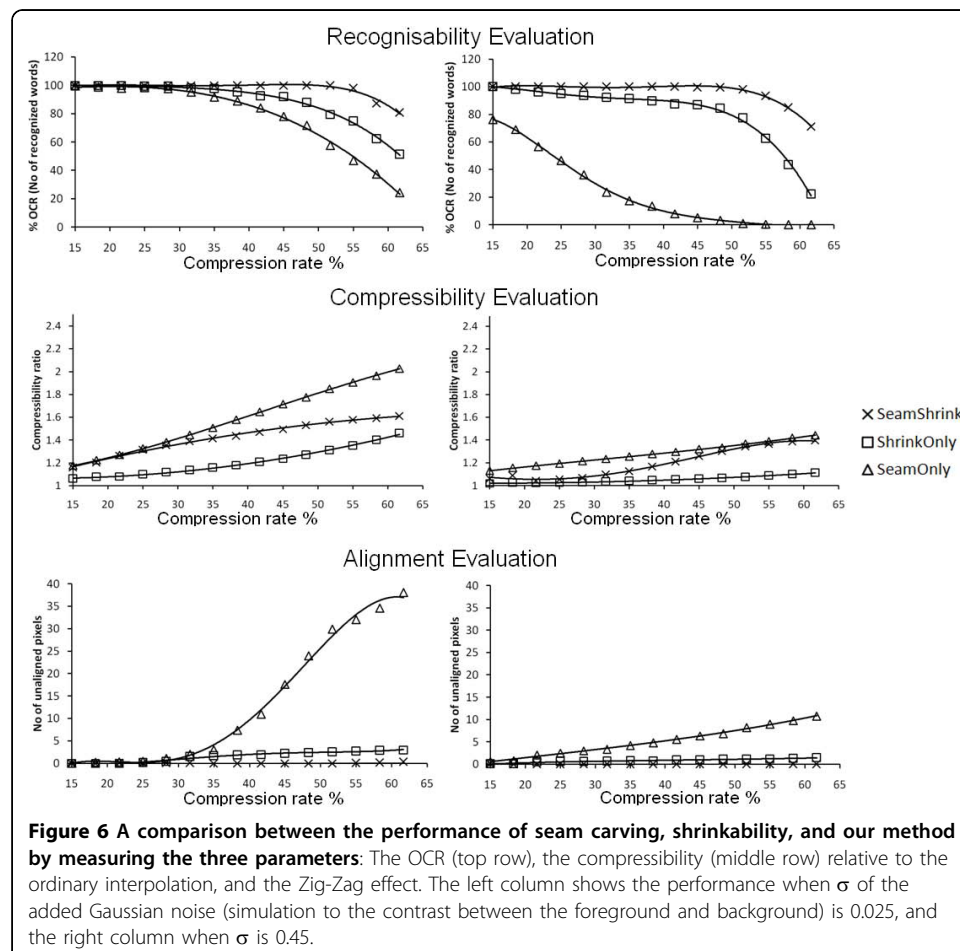 Recognisability Evaluation
% OCR (No of recognized words)
120
100
80
60
40
20
0
15 20 25 30 35 40 45 50 55 60 65
Compression rate %
% OCR (No of recognized words)
120
100
80
60
40
20
0
15 20 25 30 35 40 45 50 55 60 65
Compression rate %
Compressibility Evaluation
Compressibility ratio
2.4
2.2
2
1.8
1.6
1.4
1.2
1
15 20 25 30 35 40 45 50 55 60 65
Compression rate %
Compressibility ratio
2.4
2.2
2
1.8
1.6
1.4
1.2
1
15 20 25 30 35 40 45 50 55 60 65
Compression rate %
SeamShrink
ShrinkOnly
SeamOnly
Alignment Evaluation
No of unaligned pixels
40
35
30
25
20
15
10
5
0
15 20 25 30 35 40 45 50 55 60 65
Compression rate %
No of unaligned pixels
40
35
30
25
20
15
10
5
0
15 20 25 30 35 40 45 50 55 60 65
Compression rate %
Figure 6 A comparison between the performance of seam carving, shrinkability, and our method
by measuring the three parameters: The OCR (top row), the compressibility (middle row) relative to the
ordinary interpolation, and the Zig-Zag effect. The left column shows the performance when σ of the
added Gaussian noise (simulation to the contrast between the foreground and background) is 0.025, and
the right column when σ is 0.45.